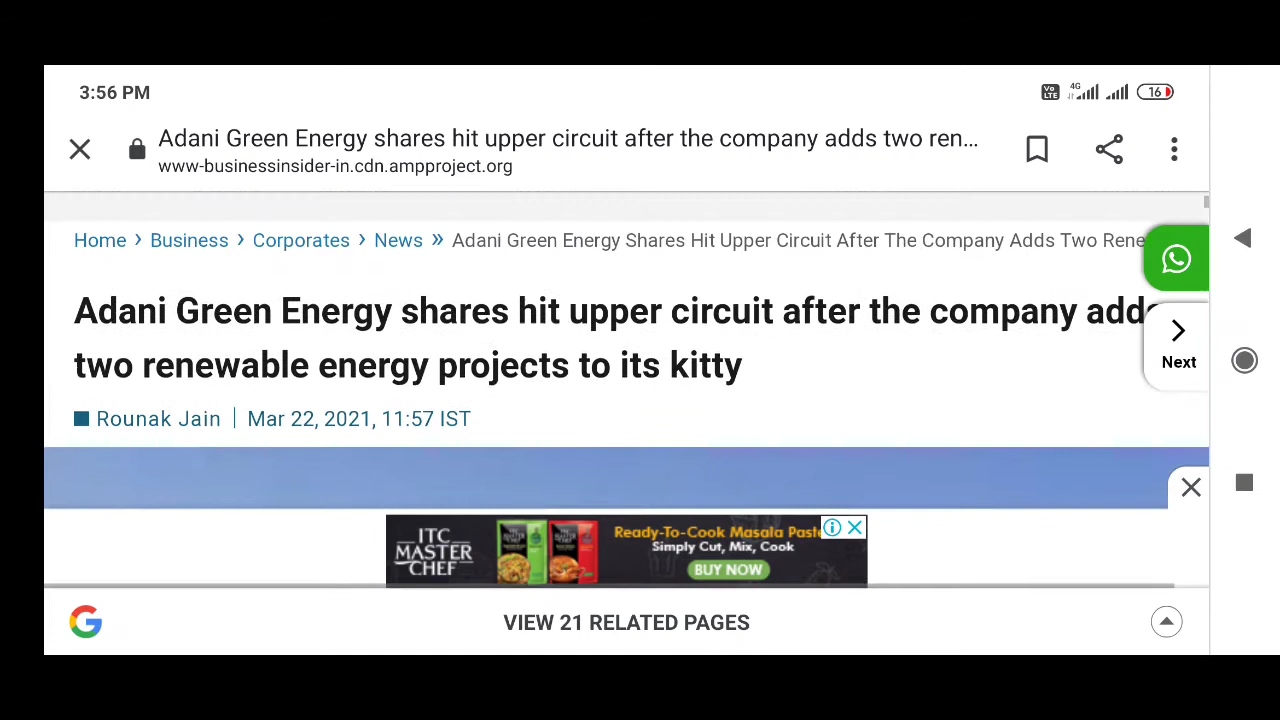 3:56 PM
Vo LTE 4G 16
Adani Green Energy shares hit upper circuit after the company adds two ren...
www-businessinsider-in.cdn.ampproject.org
Home › Business › Corporates › News » Adani Green Energy Shares Hit Upper Circuit After The Company Adds Two Rene
Adani Green Energy shares hit upper circuit after the company adds
two renewable energy projects to its kitty
Next
Rounak Jain | Mar 22, 2021, 11:57 IST
ITC
MASTER
CHEF
Ready-To-Cook Masala Paste
Simply Cut, Mix, Cook
BUY NOW
VIEW 21 RELATED PAGES